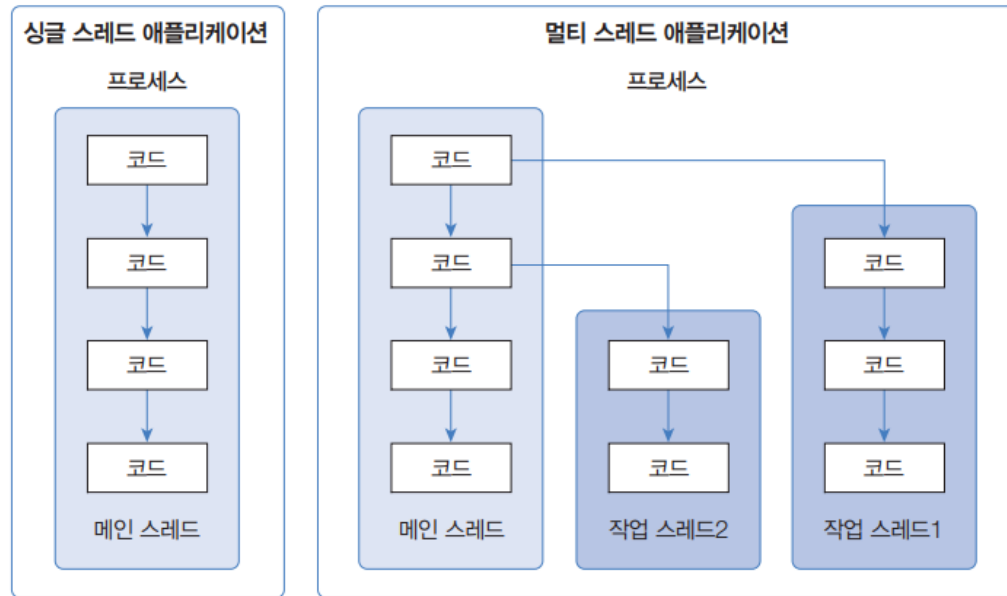 싱글 스레드 애플리케이션
프로세스
코드
코드
코드
코드
메인 스레드
멀티 스레드 애플리케이션
프로세스
코드
코드
코드
코드
메인 스레드
코드
코드
작업 스레드2
코드
코드
코드
작업 스레드1